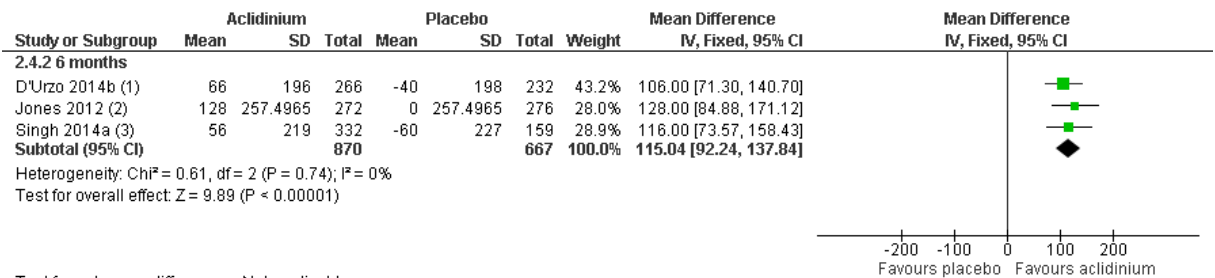 Aclidinium Placebo Mean Difference Mean Difference
Study or Subgroup Mean SD Total Mean SD Total Weight IV, Fixed, 95% CI IV, Fixed, 95% CI
2.4.2 6 months
D'Urzo 2014b (1) 66 196 266 -40 198 232 43.2% 106.00 [71.30, 140.70]
Jones 2012 (2) 128 257.4965 272 0 257.4965 276 28.0% 128.00 [84.88, 171.12]
Singh 2014a (3) 56 219 332 -60 227 159 28.9% 116.00 [73.57, 158.43]
Subtotal (95% CI) 870 667 100.0% 115.04 [92.24, 137.84]
Heterogeneity: Chi² = 0.61, df = 2 (P = 0.74); I² = 0%
Test for overall effect: Z = 9.89 (P < 0.00001)
-200 -100 0 100 200
Favours placebo Favours aclidinium